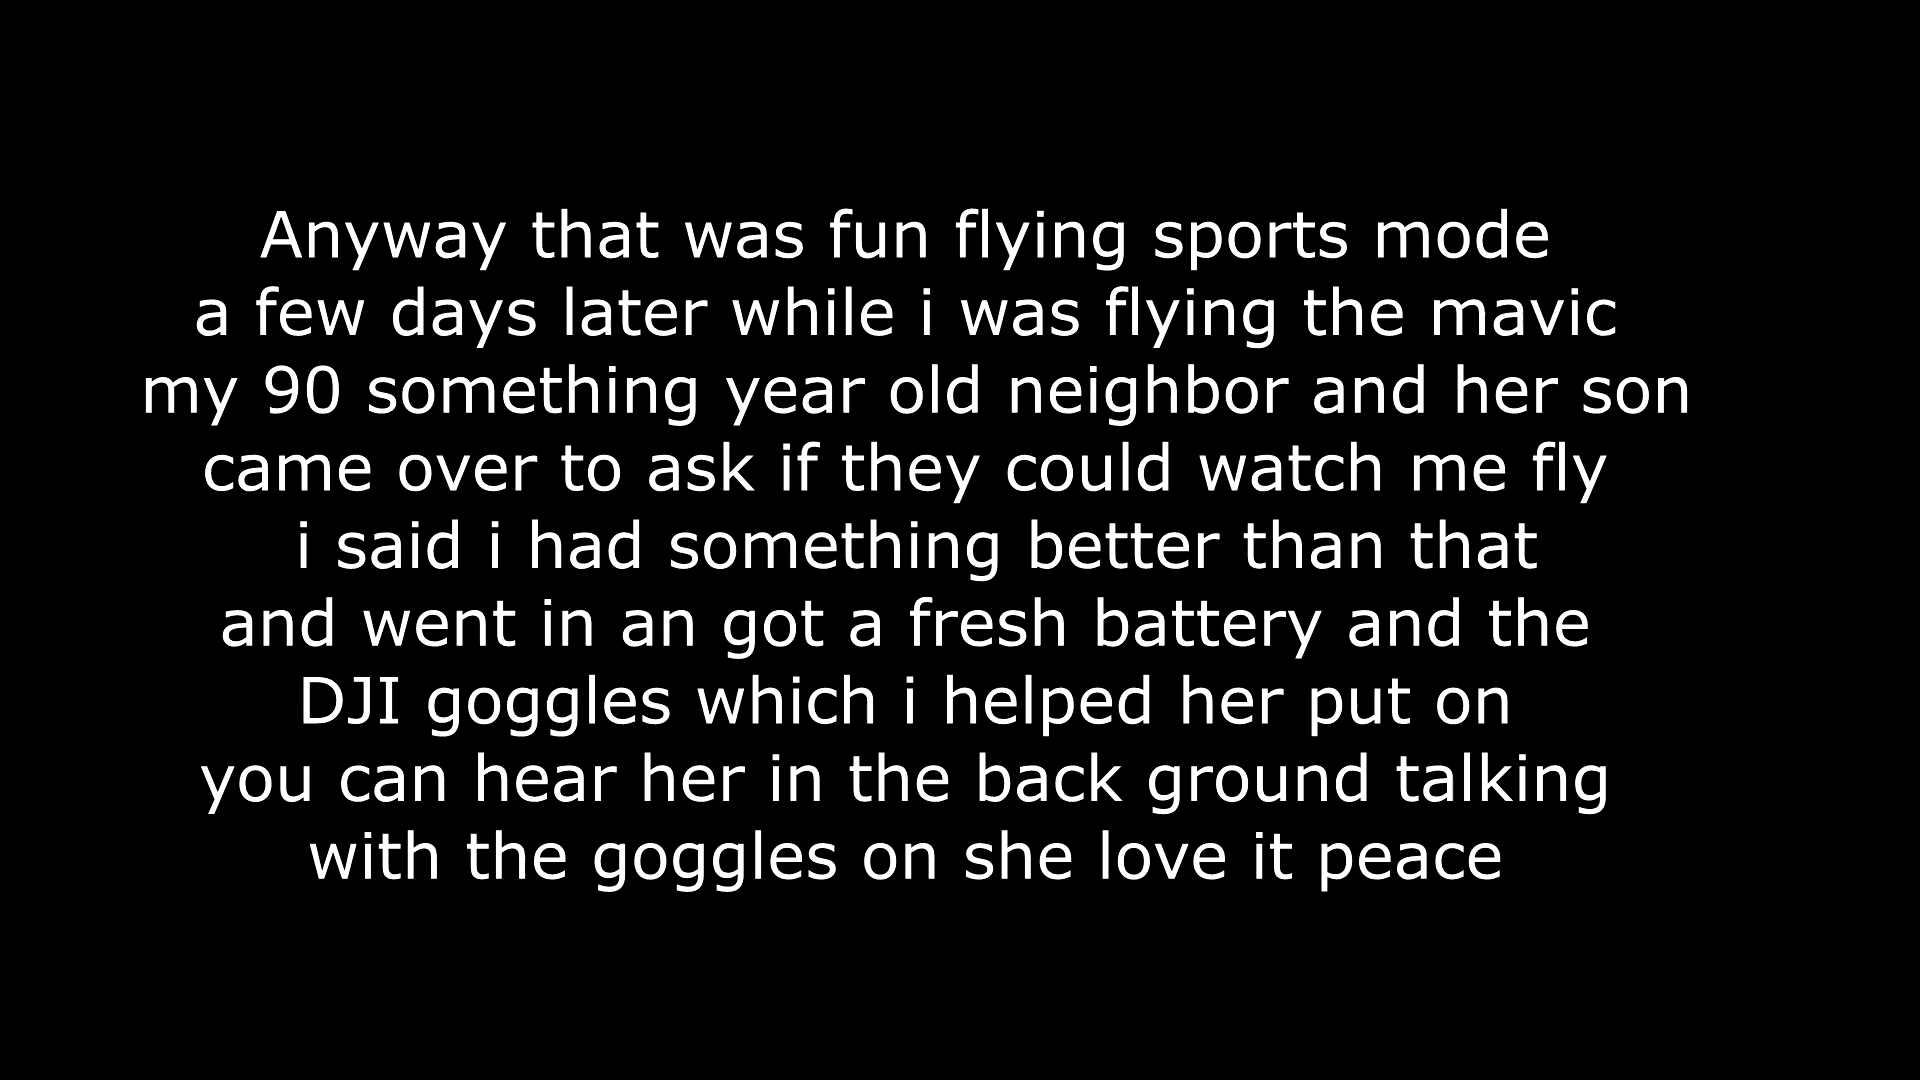 Anyway that was fun flying sports mode
a few days later while i was flying the mavic
my 90 something year old neighbor and her son
came over to ask if they could watch me fly
i said i had something better than that
and went in an got a fresh battery and the
DJI goggles which i helped her put on
you can hear her in the back ground talking
with the goggles on she love it peace